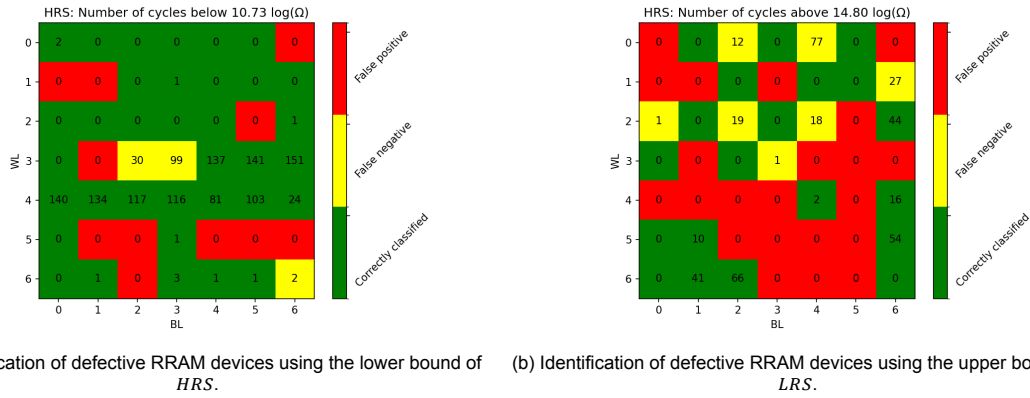 HRS: Number of cycles below 10.73 log(Ω)
0 2 0 0 0 0 0 0
1 0 0 0 1 0 0 0
2 0 0 0 0 0 0 1
WL
3 0 0 30 99 137 141 151
4 140 134 117 116 81 103 24
5 0 0 0 1 0 0 0
6 0 1 0 3 1 1 2
0 1 2 3 4 5 6
BL
False positive
False negative
Correctly classified
cation of defective RRAM devices using the lower bound of
HRS.
HRS: Number of cycles above 14.80 log(Ω)
0 0 0 12 0 77 0 0
1 0 0 0 0 0 0 27
2 1 0 19 0 18 0 44
WL
3 0 0 0 1 0 0 0
4 0 0 0 0 2 0 16
5 0 10 0 0 0 0 54
6 0 41 66 0 0 0 0
0 1 2 3 4 5 6
BL
False positive
False negative
Correctly classified
(b) Identification of defective RRAM devices using the upper bo
LRS.